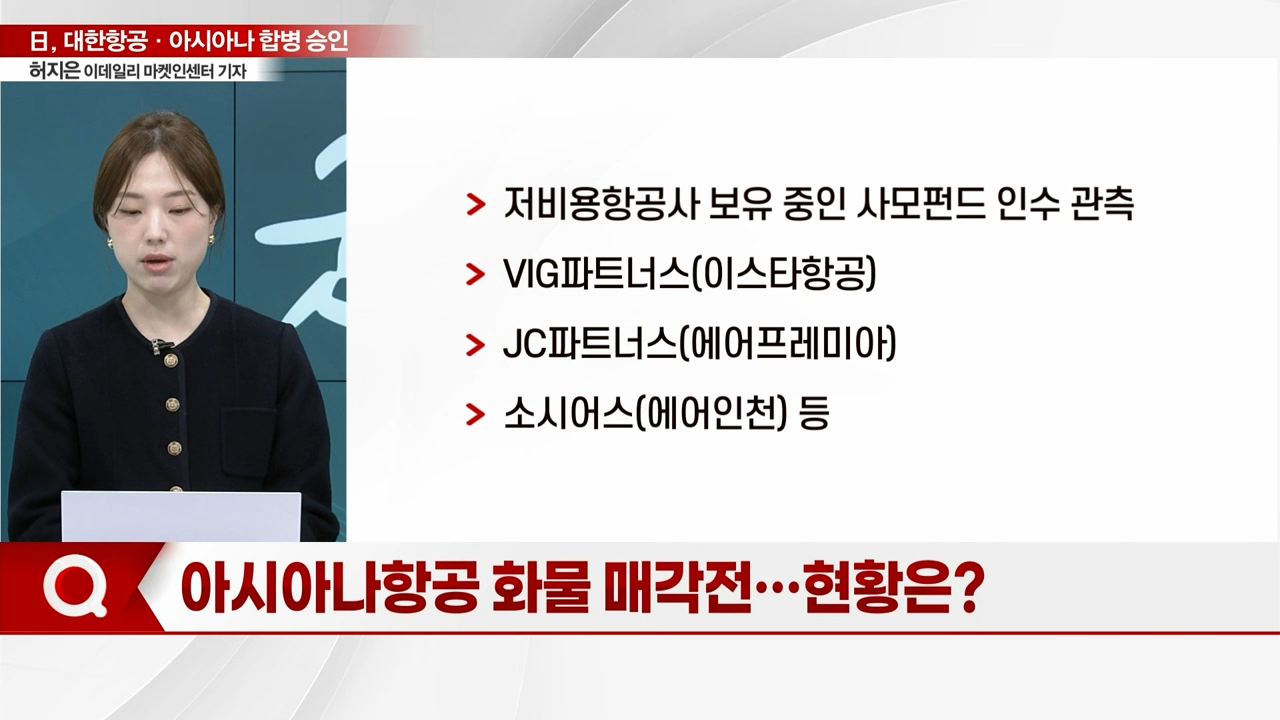 日, 대한항공 · 아시아나 합병 승인
허지은 이데일리 마켓인센터 기자
> 저비용항공사 보유 중인 사모펀드 인수 관측
> VIG파트너스(이스타항공)
> JC파트너스(에어프레미아)
> 소시어스(에어인천) 등
Q 아시아나항공 화물 매각전…현황은?